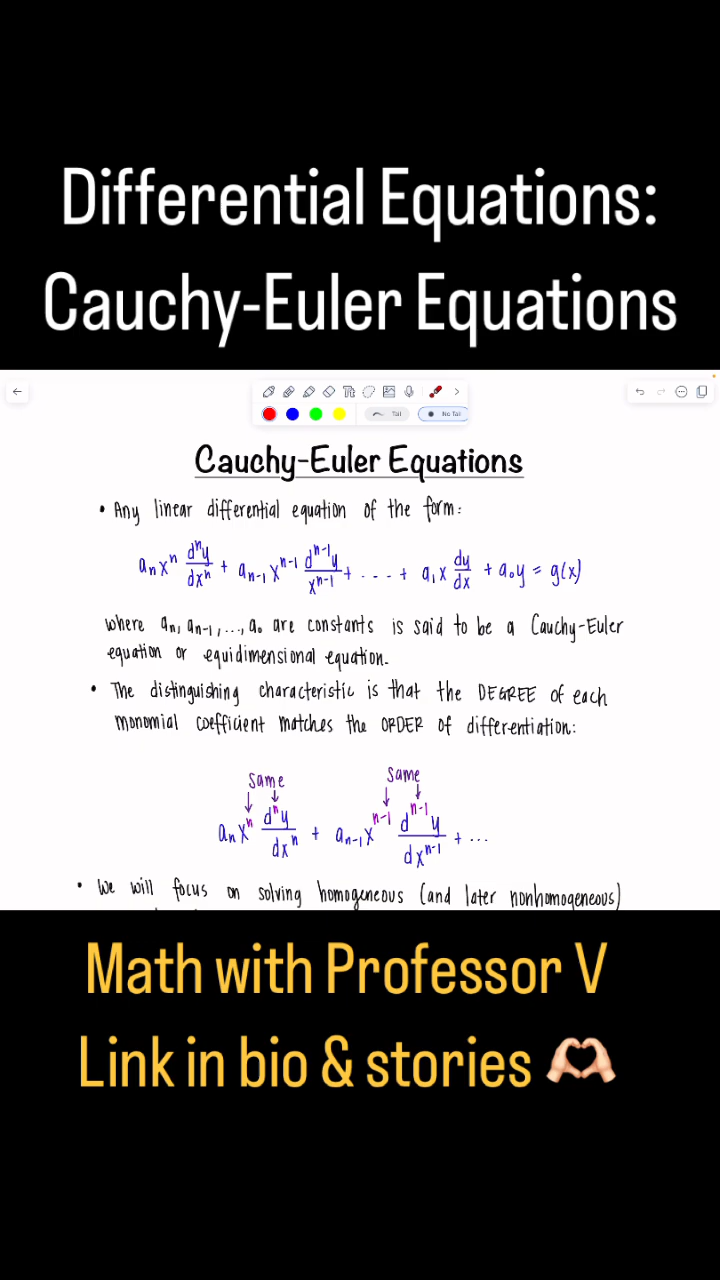 Differential Equations:
Cauchy-Euler Equations
Tail
No Tail
Cauchy-Euler Equations
• Any linear differential equation of the form:
aₙxⁿ dⁿy/dxⁿ + aₙ₋₁xⁿ⁻¹ dⁿ⁻¹y/xⁿ⁻¹ + .... + a₁x dy/dx + a₀y = g(x)
where aₙ, aₙ₋₁, ..., a₀ are constants is said to be a Cauchy-Euler
equation or equidimensional equation.
• The distinguishing characteristic is that the DEGREE of each
monomial coefficient matches the ORDER of differentiation:
Same Same
aₙxⁿ dⁿy/dxⁿ + aₙ₋₁xⁿ⁻¹ dⁿ⁻¹y/dxⁿ⁻¹ + ...
• We will focus on solving homogeneous (and later nonhomogeneous)
Math with Professor V
Link in bio & stories 🫶🏻